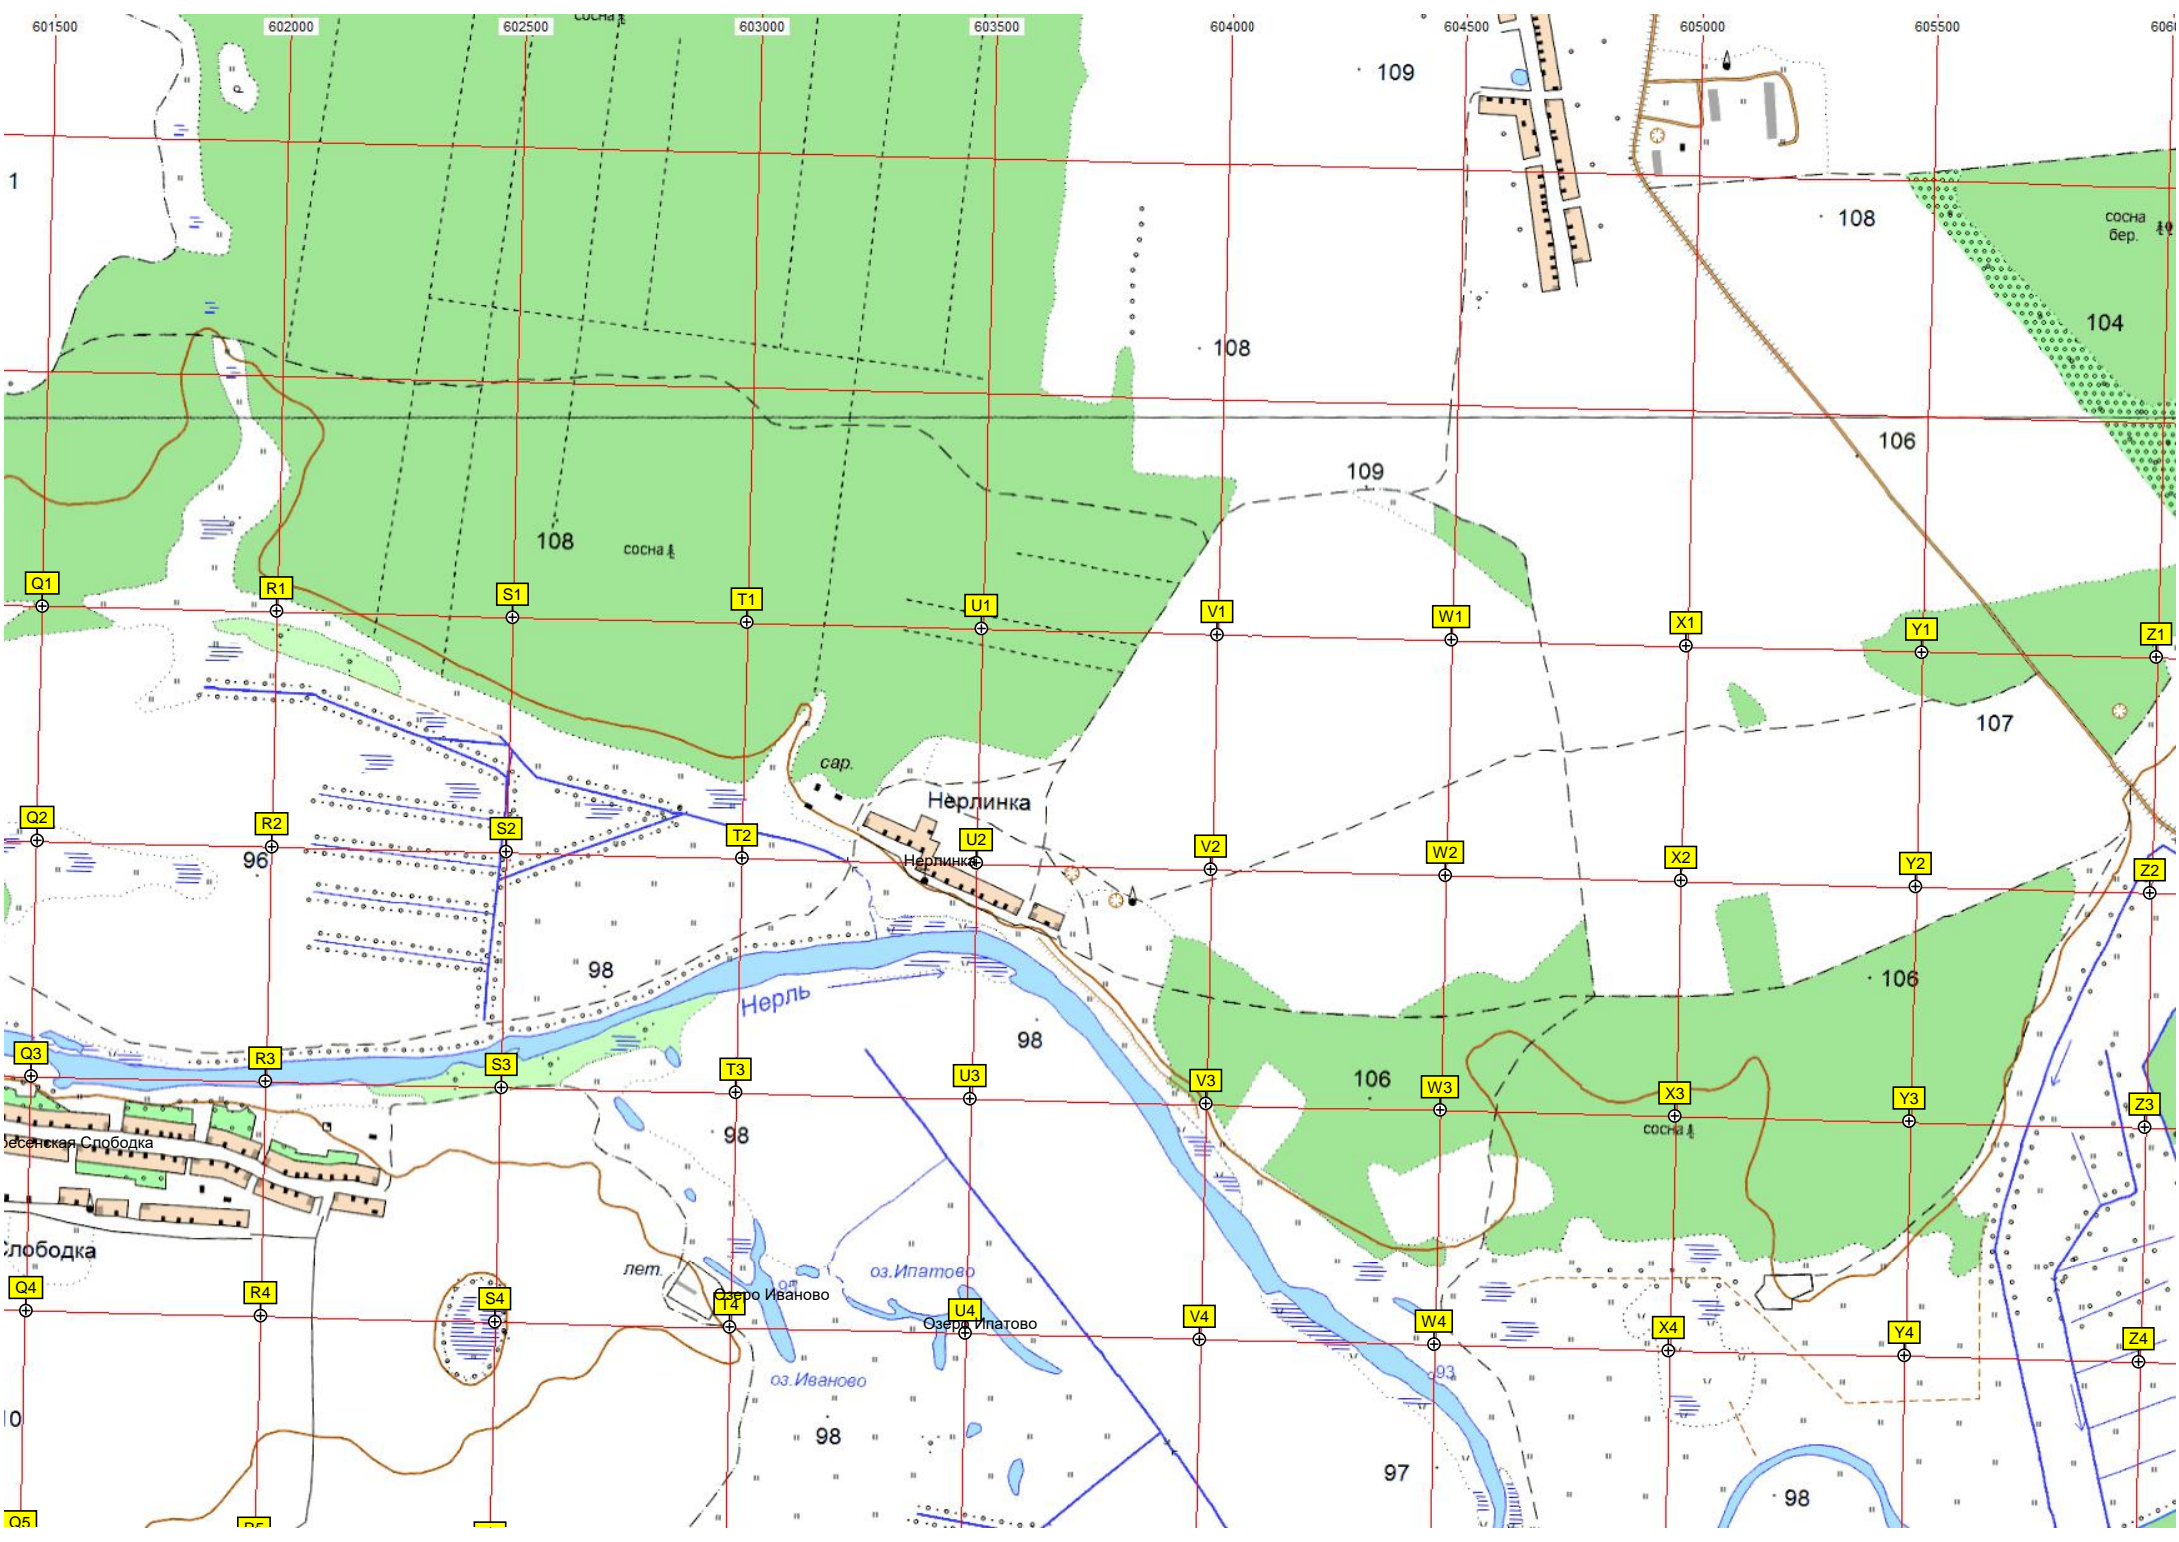 601500 602000 602500 603000 603500 604000 604500 605000 605500
сосна
109
1
108
сосна
бер.
104
108
106
109
108 сосна
Q1 R1 S1 T1 U1 V1 W1 X1 Y1 Z1
107
сар.
Нерлинка
Q2 R2 S2 T2 U2 V2 W2 X2 Y2 Z2
96
Нерлинка
98
106
Нерль
98
Q3 R3 S3 T3 U3 V3 W3 X3 Y3 Z3
106
сосна
98
ресенская Слободка
Слободка
лет.
оз.Ипатово
Озеро Иваново
Q4 R4 S4 T4 U4 V4 W4 X4 Y4 Z4
Озеро Ипатово
93
оз.Иваново
98
97
98
Q5